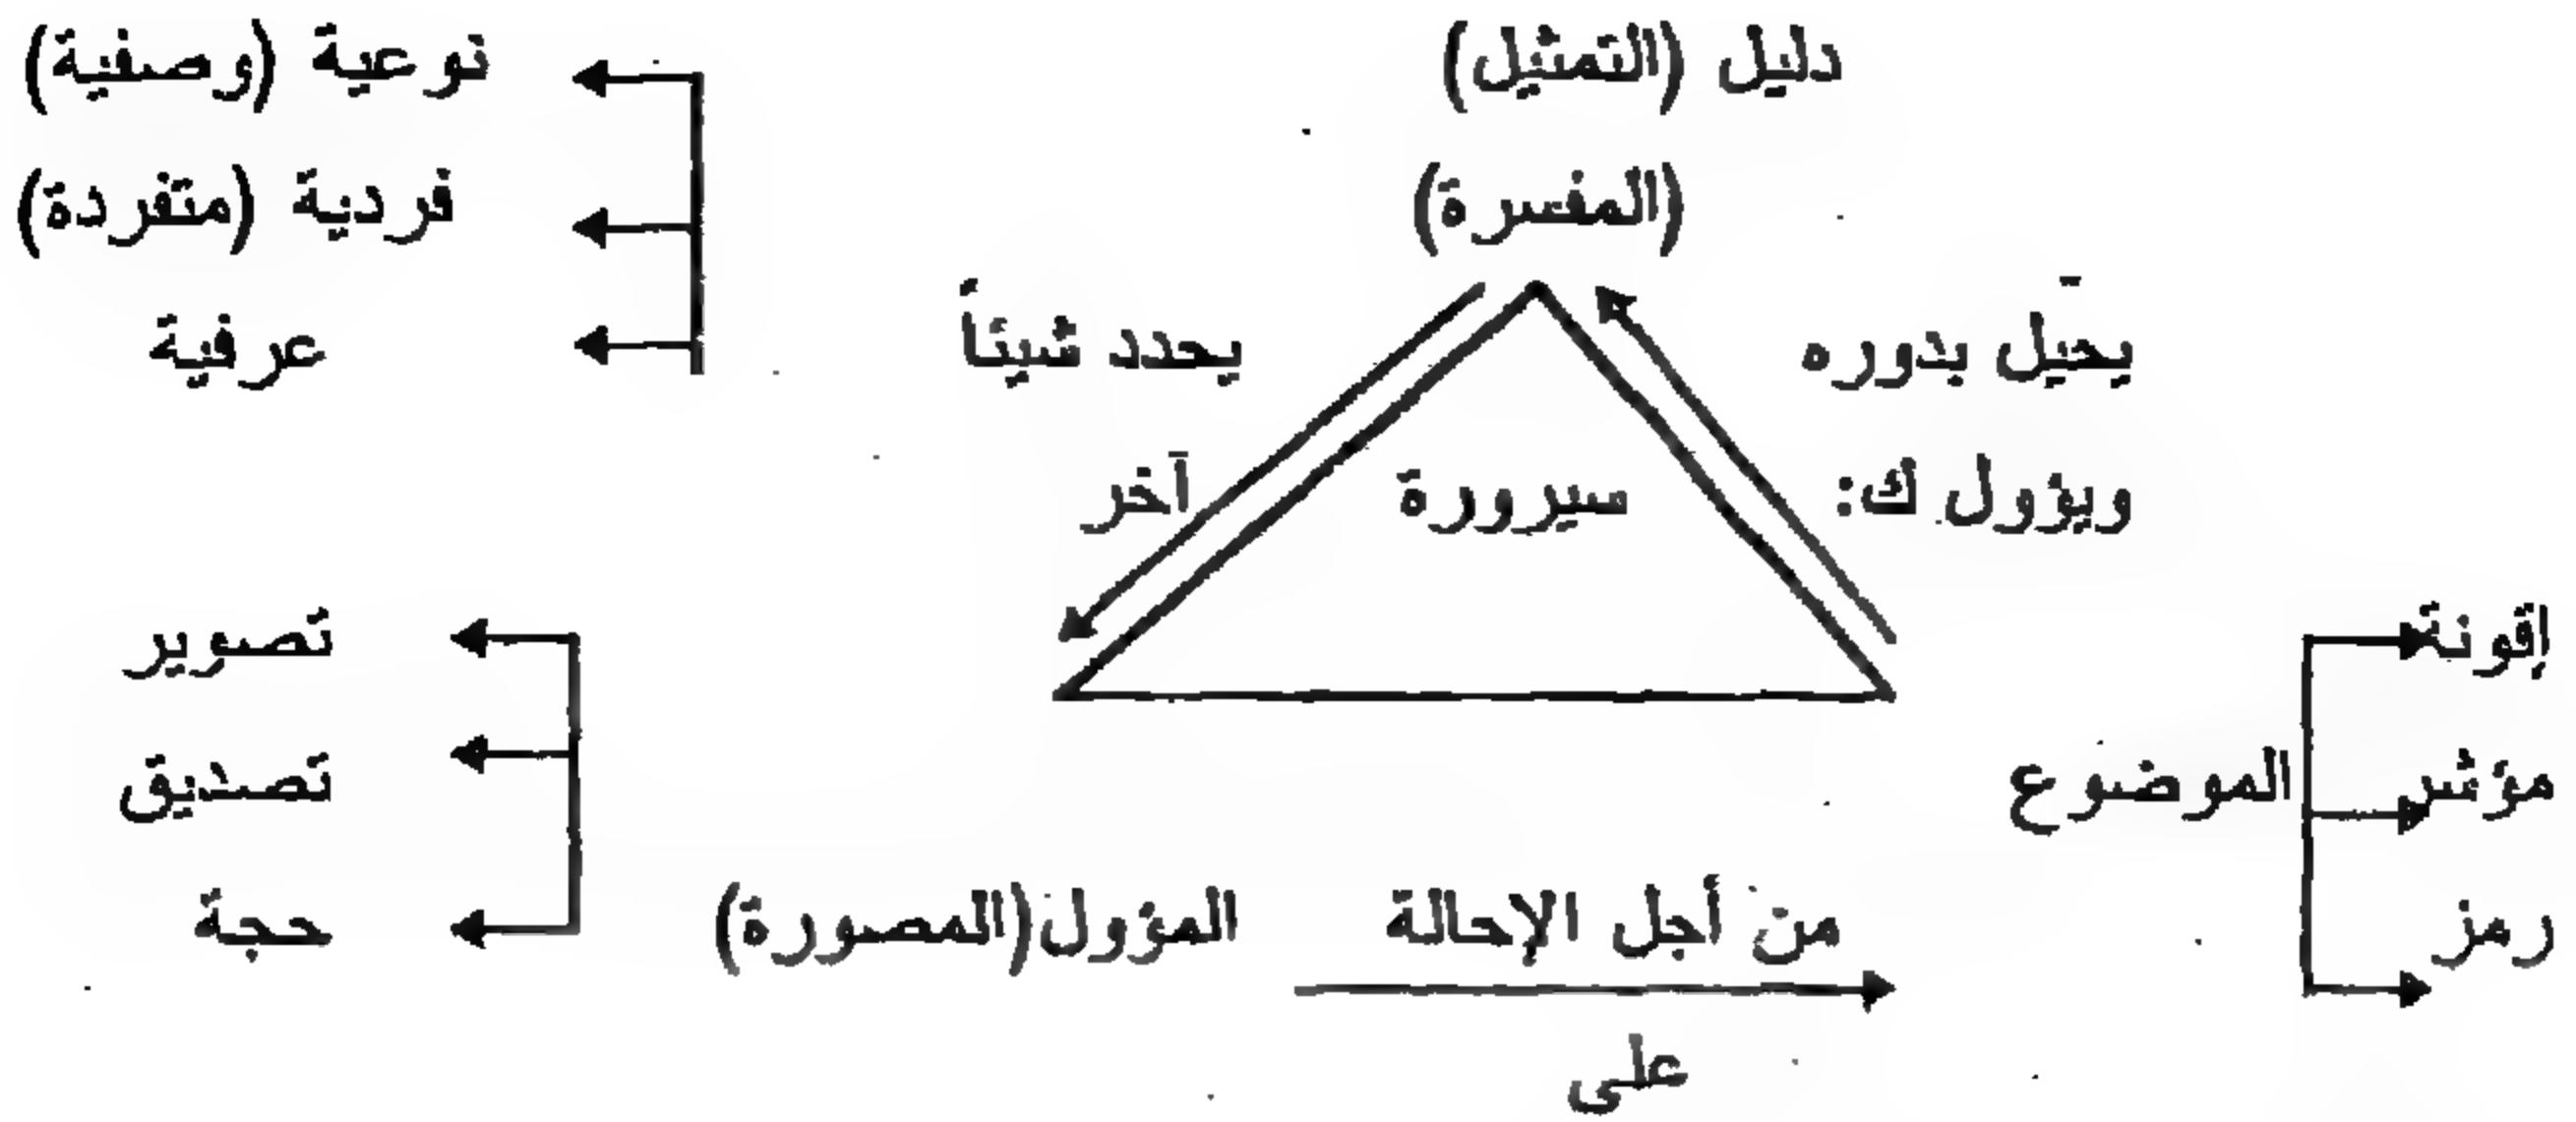 دليل (التمثيل)
(المفسرة)
نوعية (وصفية)
فردية (متفردة)
عرفية
يحيل بدوره
ويؤول ك:
سيرورة
يحدد شيئاً
آخر
إقونة
مؤشر
رمز
الموضوع
من أجل الإحالة
على
المؤول (المصورة)
تصوير
تصديق
حجة